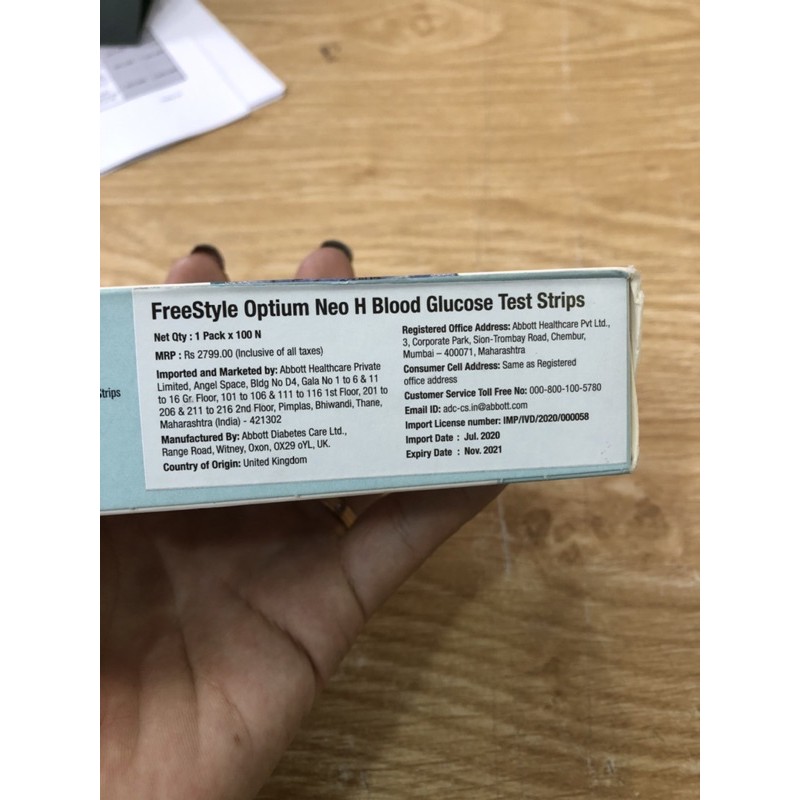 FreeStyle Optium Neo H Blood Glucose Test Strips
Net Qty : 1 Pack x 100 N
MRP : Rs 2799.00 (Inclusive of all taxes)
Imported and Marketed by: Abbott Healthcare Private
Limited, Angel Space, Bldg No D4, Gala No 1 to 6 & 11
to 16 Gr. Floor, 101 to 106 & 111 to 116 1st Floor, 201 to
206 & 211 to 216 2nd Floor, Pimplas, Bhiwandi, Thane,
Maharashtra (India) - 421302
Manufactured By: Abbott Diabetes Care Ltd.,
Range Road, Witney, Oxon, OX29 oYL, UK.
Country of Origin: United Kingdom
Registered Office Address: Abbott Healthcare Pvt Ltd.,
3, Corporate Park, Sion-Trombay Road, Chembur,
Mumbai – 400071, Maharashtra
Consumer Cell Address: Same as Registered
office address
Customer Service Toll Free No: 000-800-100-5780
Email ID: adc-cs.in@abbott.com
Import License number: IMP/IVD/2020/000058
Import Date : Jul. 2020
Expiry Date : Nov. 2021
Strips